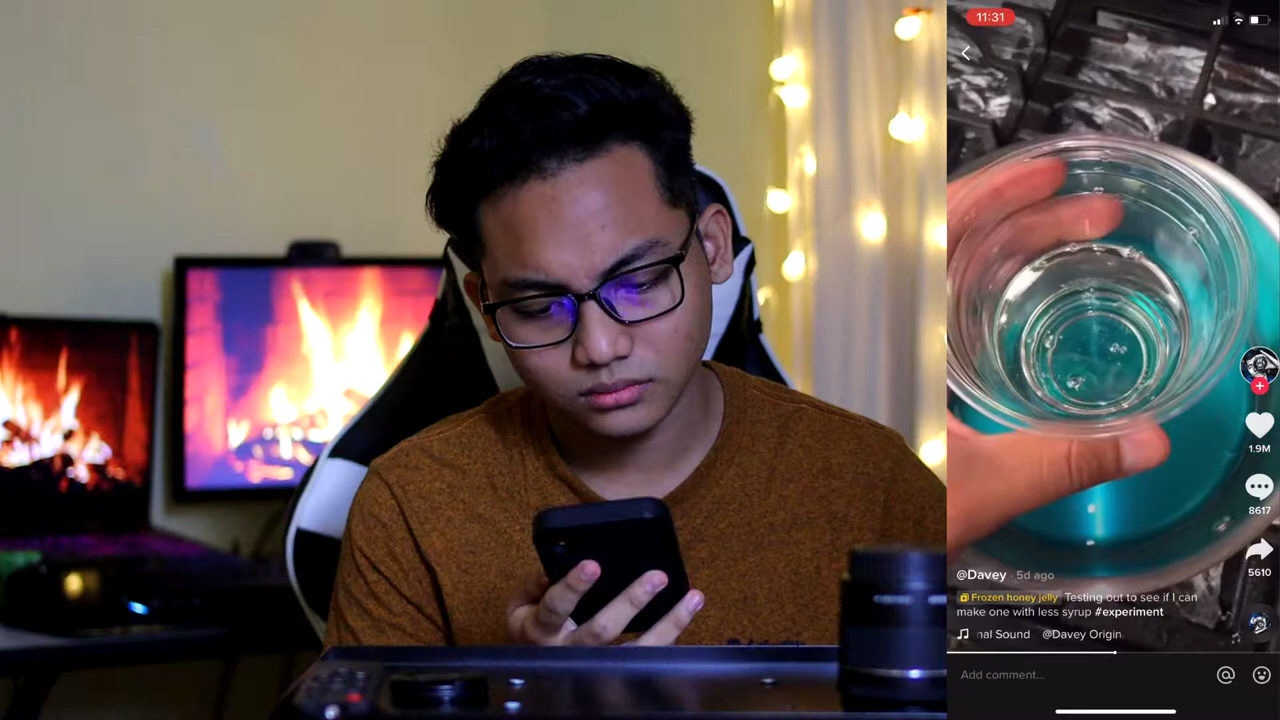 11:31
1.9M
8617
5610
@Davey · 5d ago
Frozen honey jelly Testing out to see if I can
make one with less syrup #experiment
nal Sound @Davey Origin
Add comment...